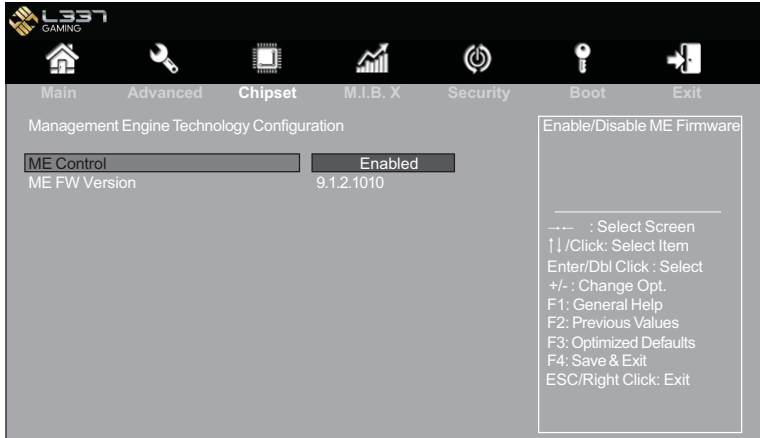 L337
GAMING
Main Advanced Chipset M.I.B. X Security Boot Exit
Management Engine Technology Configuration
ME Control Enabled
ME FW Version 9.1.2.1010
Enable/Disable ME Firmware
→← : Select Screen
↑↓/Click: Select Item
Enter/Dbl Click : Select
+/- : Change Opt.
F1: General Help
F2: Previous Values
F3: Optimized Defaults
F4: Save & Exit
ESC/Right Click: Exit